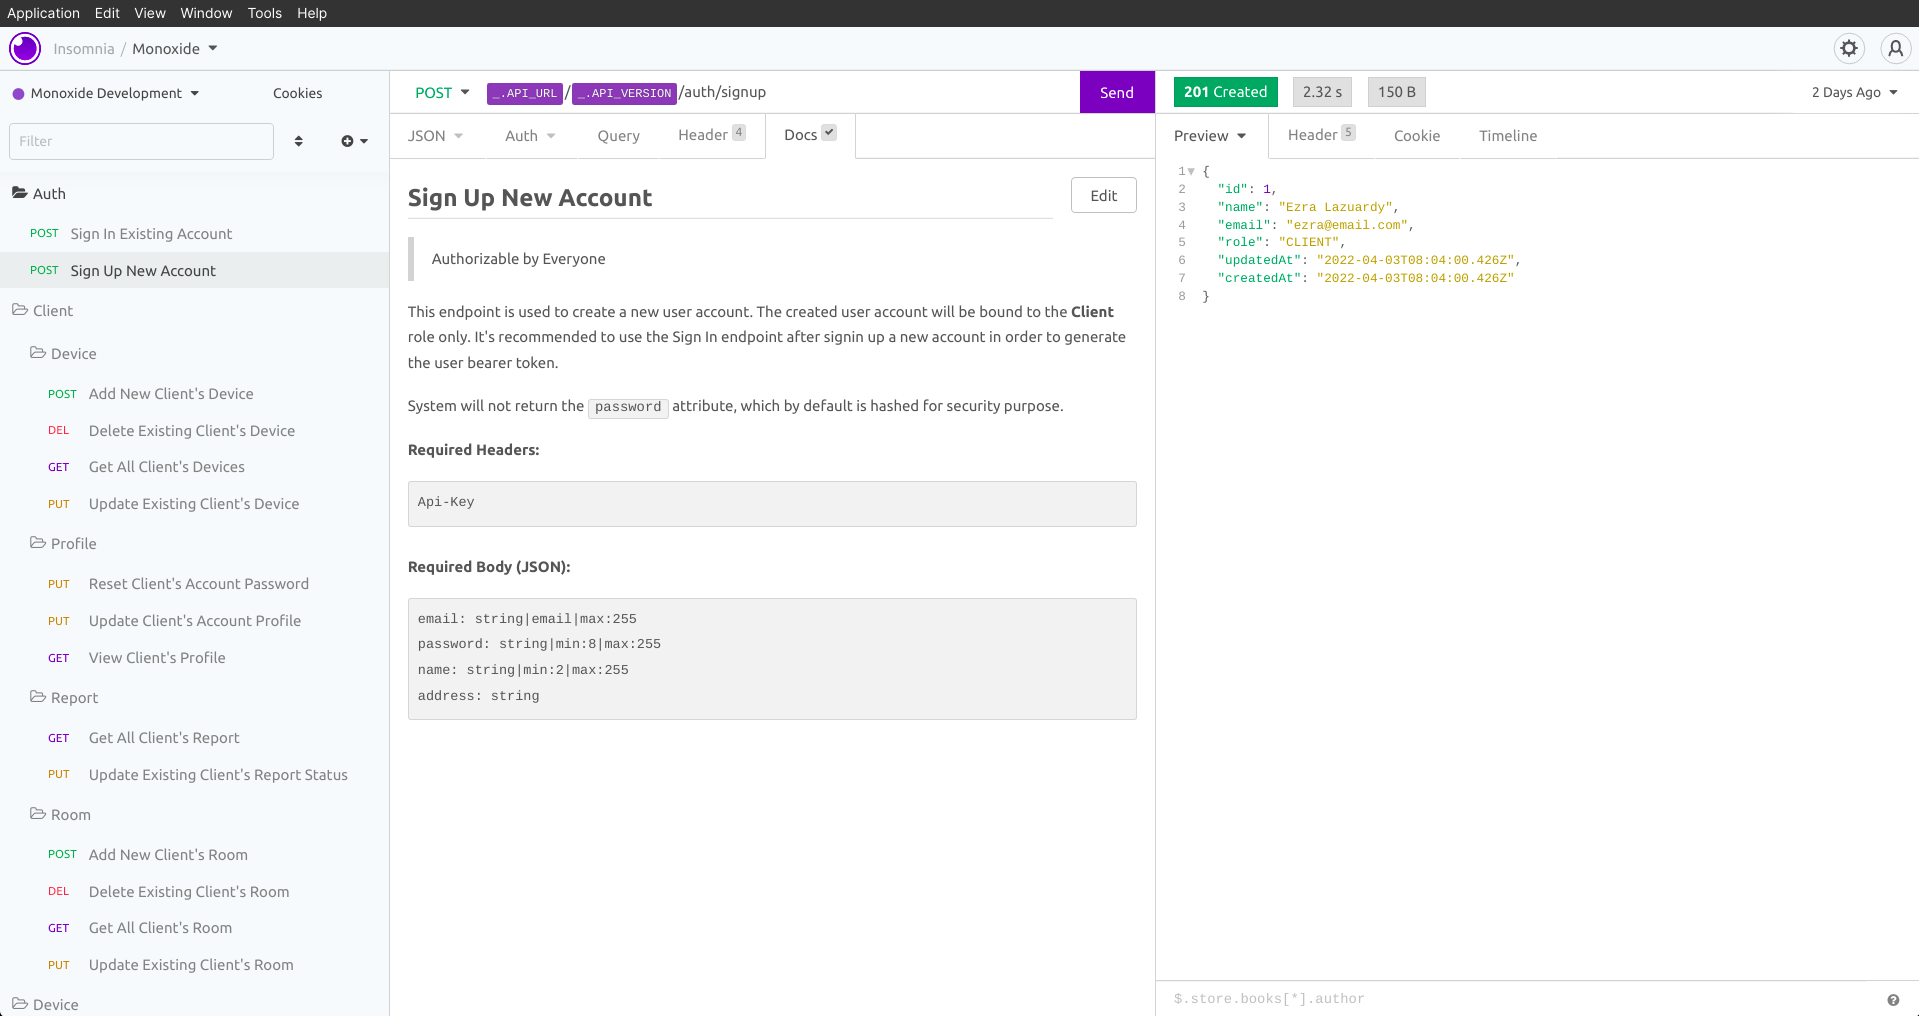 Application Edit View Window Tools Help
Insomnia / Monoxide
Monoxide Development Cookies
Filter
Auth
POST Sign In Existing Account
POST Sign Up New Account
Client
Device
POST Add New Client's Device
DEL Delete Existing Client's Device
GET Get All Client's Devices
PUT Update Existing Client's Device
Profile
PUT Reset Client's Account Password
PUT Update Client's Account Profile
GET View Client's Profile
Report
GET Get All Client's Report
PUT Update Existing Client's Report Status
Room
POST Add New Client's Room
DEL Delete Existing Client's Room
GET Get All Client's Room
PUT Update Existing Client's Room
Device
POST _.API_URL/_.API_VERSION/auth/signup Send
JSON Auth Query Header 4 Docs
Sign Up New Account Edit
Authorizable by Everyone
This endpoint is used to create a new user account. The created user account will be bound to the Client
role only. It's recommended to use the Sign In endpoint after signin up a new account in order to generate
the user bearer token.
System will not return the password attribute, which by default is hashed for security purpose.
Required Headers:
Api-Key
Required Body (JSON):
email: string|email|max:255
password: string|min:8|max:255
name: string|min:2|max:255
address: string
201 Created 2.32 s 150 B 2 Days Ago
Preview Header 5 Cookie Timeline
1 {
2 "id": 1,
3 "name": "Ezra Lazuardy",
4 "email": "ezra@email.com",
5 "role": "CLIENT",
6 "updatedAt": "2022-04-03T08:04:00.426Z",
7 "createdAt": "2022-04-03T08:04:00.426Z"
8 }
$.store.books[*].author